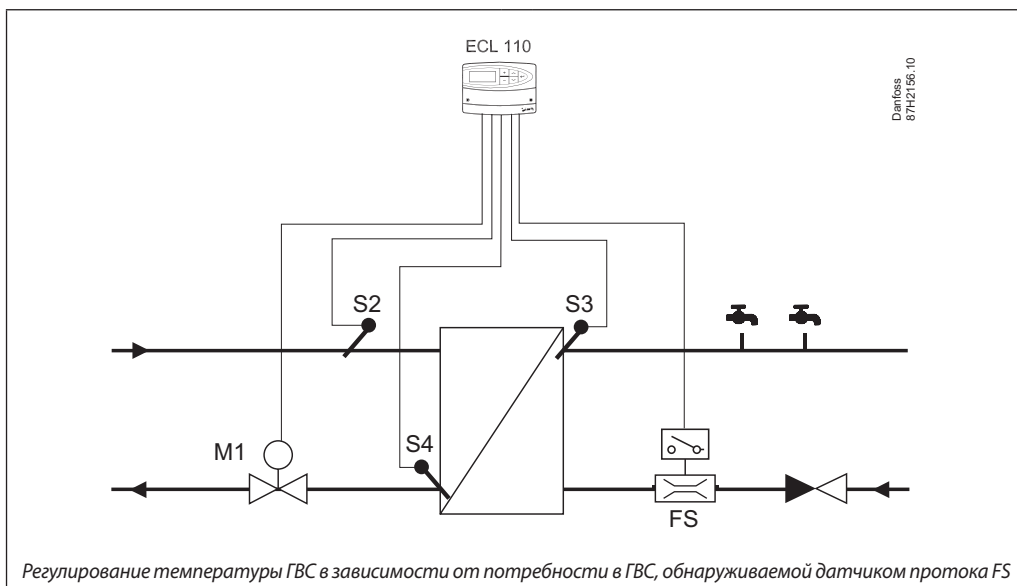 ECL 110
Danfoss
87H2156.10
S2
S3
M1
S4
FS
Регулирование температуры ГВС в зависимости от потребности в ГВС, обнаруживаемой датчиком протока FS